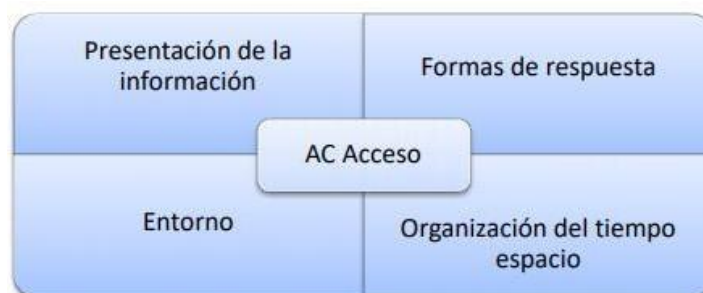 Presentación de la
información
Formas de respuesta
AC Acceso
Entorno
Organización del tiempo
espacio